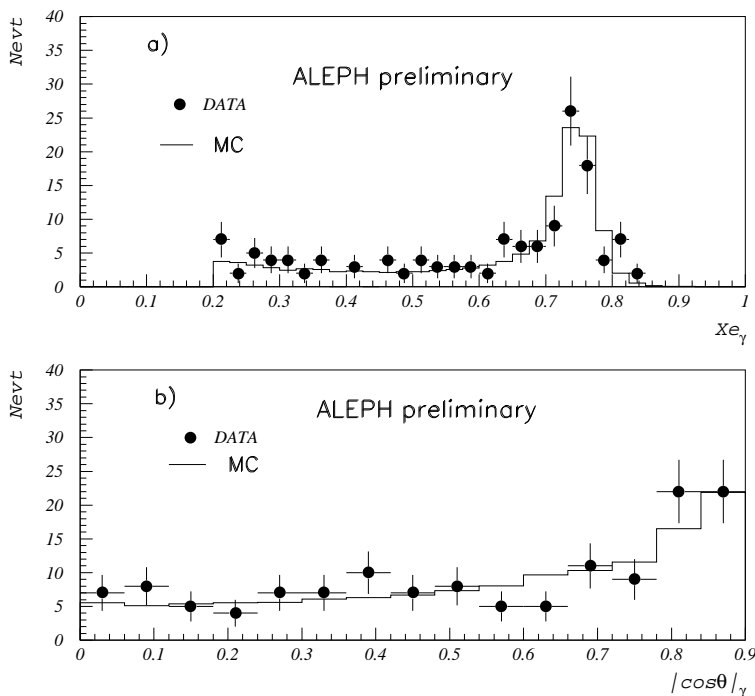 Nevt
40
a)
35
ALEPH preliminary
30
DATA
25
MC
20
15
10
5
0
0 0.1 0.2 0.3 0.4 0.5 0.6 0.7 0.8 0.9 1
Xeγ
Nevt
40
b)
35
ALEPH preliminary
30
DATA
25
MC
20
15
10
5
0
0 0.1 0.2 0.3 0.4 0.5 0.6 0.7 0.8 0.9
|cosθ|γ